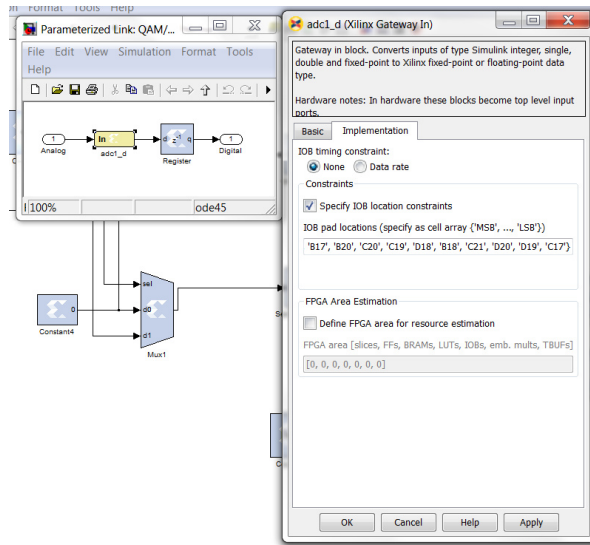 Format Tools Help
Parameterized Link: QAM/...
File Edit View Simulation Format Tools
Help
1
Analog
In
adc1_d
d z-1 q
Register
1
Digital
100%
ode45
sel
d0
d1
Mux1
0
Constant4
adc1_d (Xilinx Gateway In)
Gateway in block. Converts inputs of type Simulink integer, single,
double and fixed-point to Xilinx fixed-point or floating-point data
type.
Hardware notes: In hardware these blocks become top level input
ports.
Basic Implementation
IOB timing constraint:
None Data rate
Constraints
Specify IOB location constraints
IOB pad locations (specify as cell array {'MSB', ..., 'LSB'})
'B17', 'B20', 'C20', 'C19', 'D18', 'B18', 'C21', 'D20', 'D19', 'C17'}
FPGA Area Estimation
Define FPGA area for resource estimation
FPGA area [slices, FFs, BRAMs, LUTs, IOBs, emb. mults, TBUFs]
[0, 0, 0, 0, 0, 0, 0]
OK Cancel Help Apply